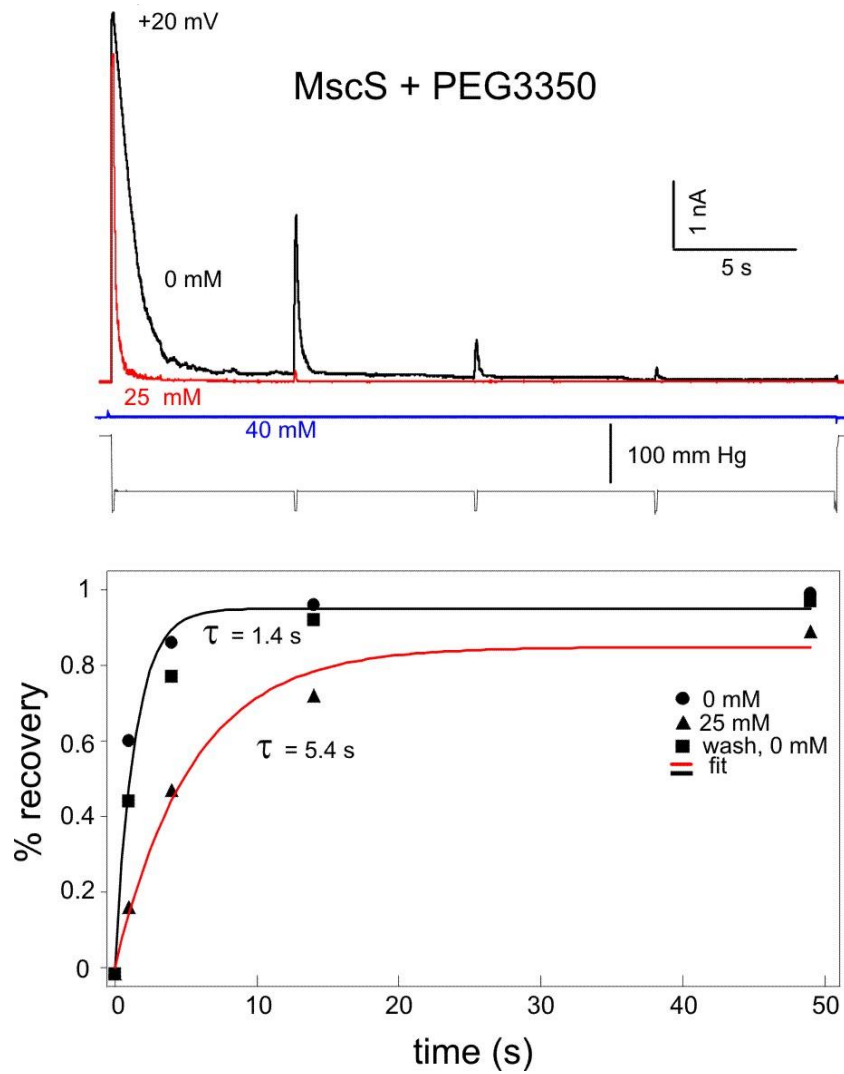 +20 mV
MscS + PEG3350
1 nA
5 s
0 mM
25 mM
40 mM
100 mm Hg
1
0.8
0.6
0.4
0.2
0
% recovery
τ = 1.4 s
τ = 5.4 s
0 mM
25 mM
wash, 0 mM
fit
0 10 20 30 40 50
time (s)